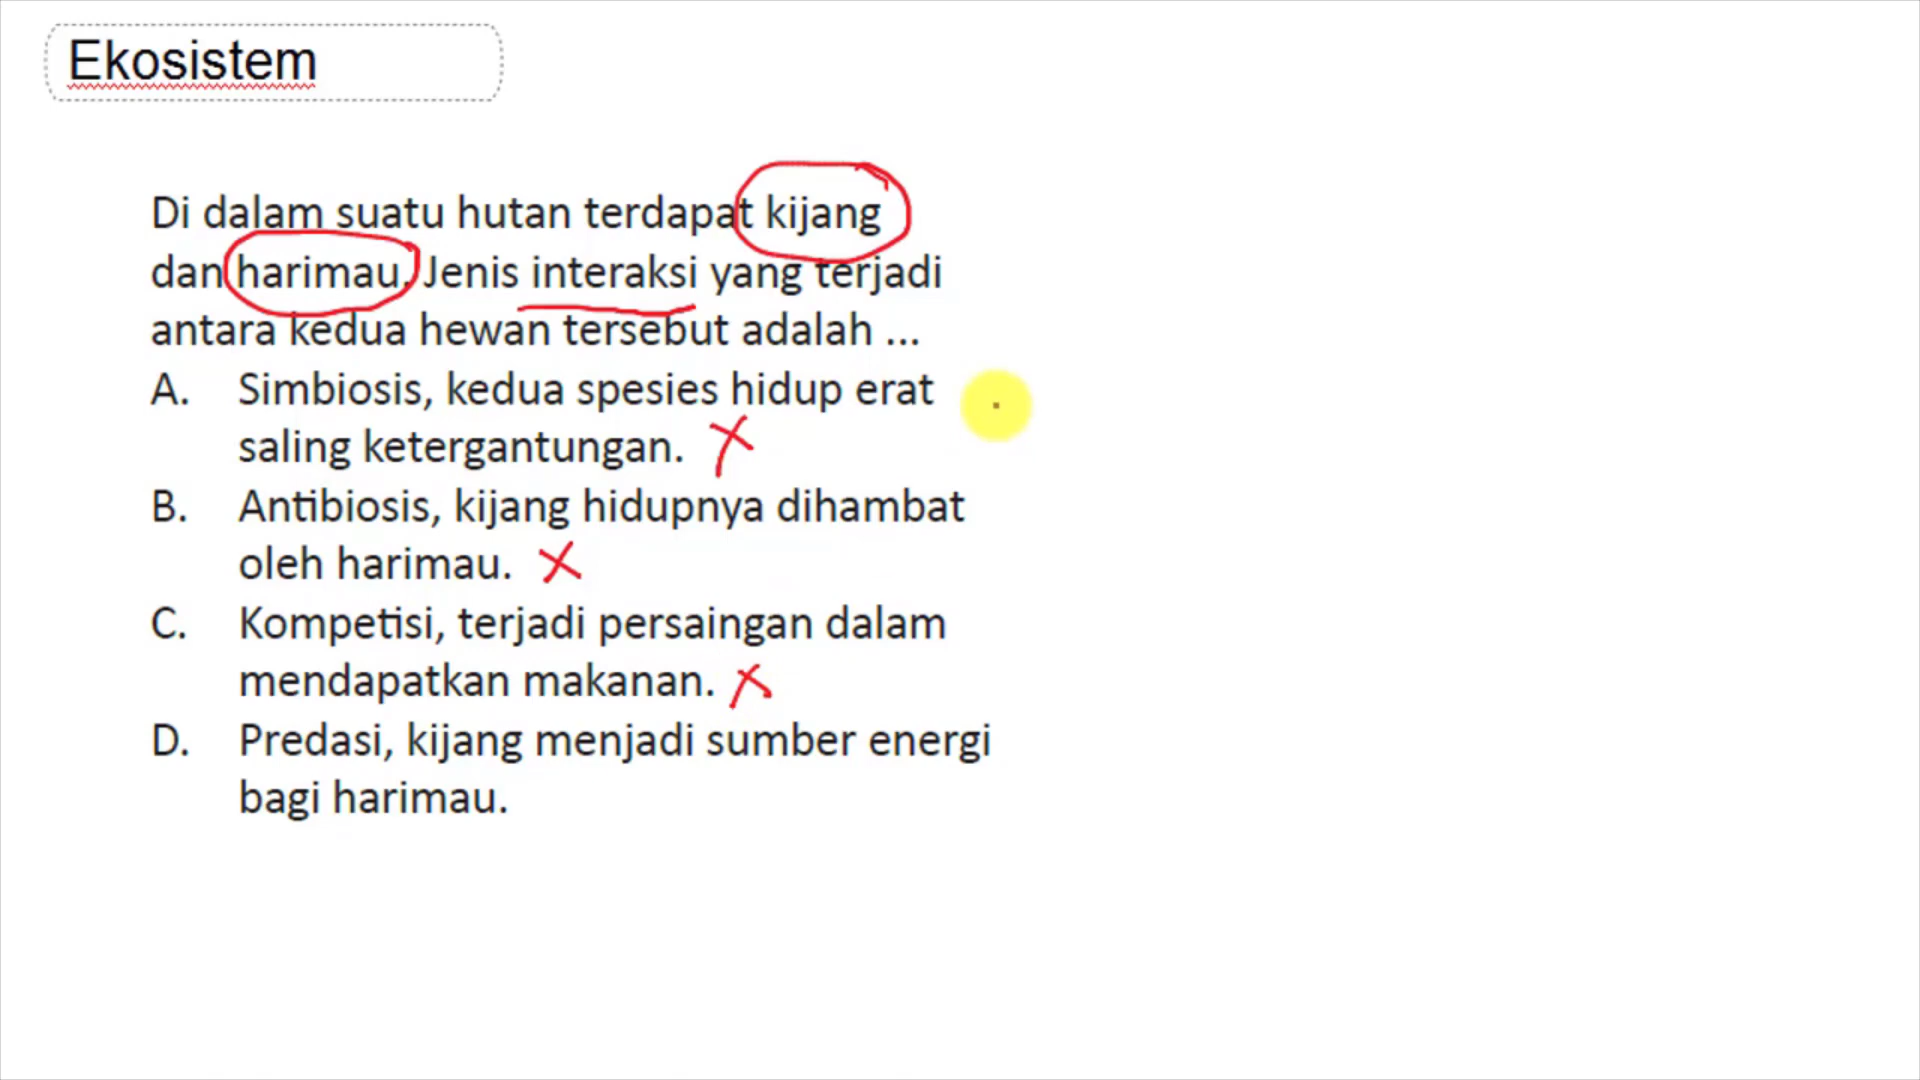 Ekosistem
Di dalam suatu hutan terdapat kijang
dan harimau. Jenis interaksi yang terjadi
antara kedua hewan tersebut adalah ...
A. Simbiosis, kedua spesies hidup erat
saling ketergantungan.
B. Antibiosis, kijang hidupnya dihambat
oleh harimau.
C. Kompetisi, terjadi persaingan dalam
mendapatkan makanan.
D. Predasi, kijang menjadi sumber energi
bagi harimau.